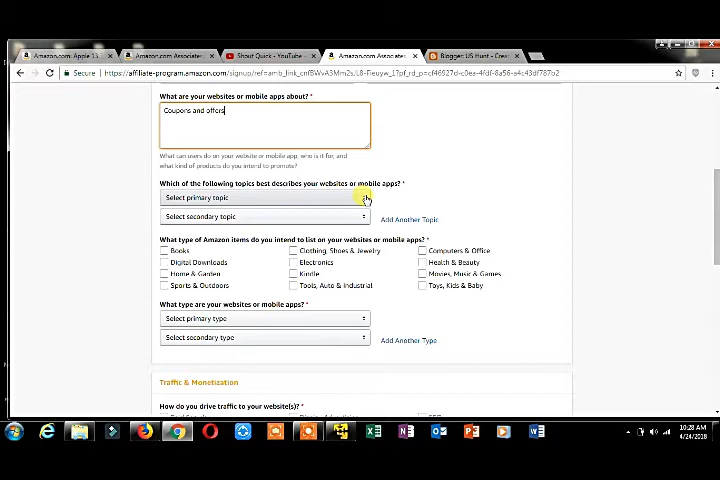 Amazon.com: Apple 13.
Amazon.com Associate
Shout Quick - YouTube -
Amazon.com Associate
Blogger: US Hunt - Crea
Secure
What are your websites or mobile apps about? *
Coupons and offers
What can users do on your website or mobile app, who is it for, and
what kind of products do you intend to promote?
Which of the following topics best describes your websites or mobile apps? *
Select primary topic
Select secondary topic
Add Another Topic
What type of Amazon items do you intend to list on your websites or mobile apps? *
Books
Clothing, Shoes & Jewelry
Computers & Office
Digital Downloads
Electronics
Health & Beauty
Home & Garden
Kindle
Movies, Music & Games
Sports & Outdoors
Tools, Auto & Industrial
Toys, Kids & Baby
What type are your websites or mobile apps? *
Select primary type
Select secondary type
Add Another Type
Traffic & Monetization
How do you drive traffic to your website(s)? *
10:28 AM
4/24/2018